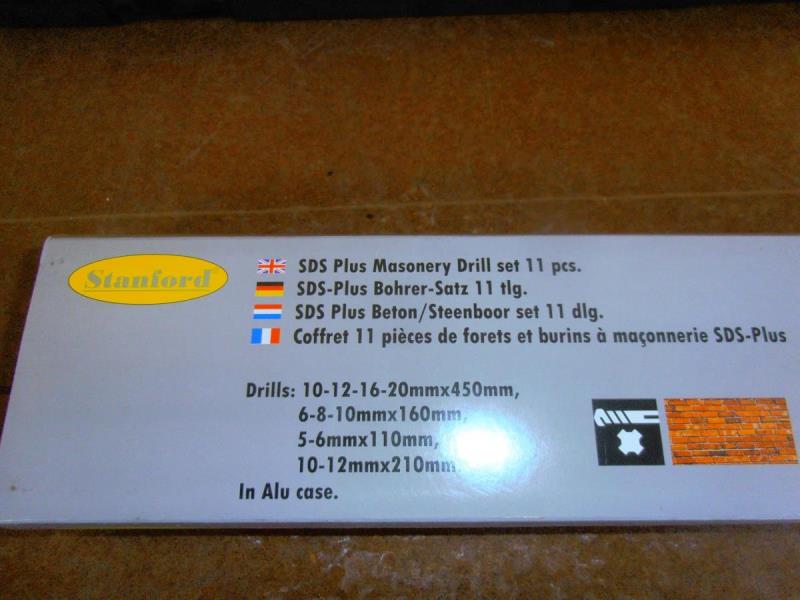 Stanford®
SDS Plus Masonery Drill set 11 pcs.
SDS-Plus Bohrer-Satz 11 tlg.
SDS Plus Beton/Steenboor set 11 dlg.
Coffret 11 pièces de forets et burins à maçonnerie SDS-Plus
Drills: 10-12-16-20mmx450mm,
6-8-10mmx160mm,
5-6mmx110mm,
10-12mmx210mm.
In Alu case.